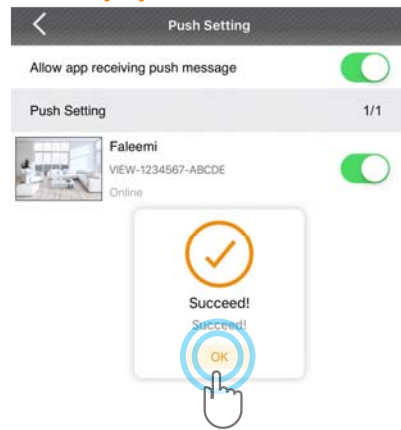 Push Setting
Allow app receiving push message
Push Setting 1/1
Faleemi
VIEW-1234567-ABCDE
Online
Succeed!
Succeed!
OK